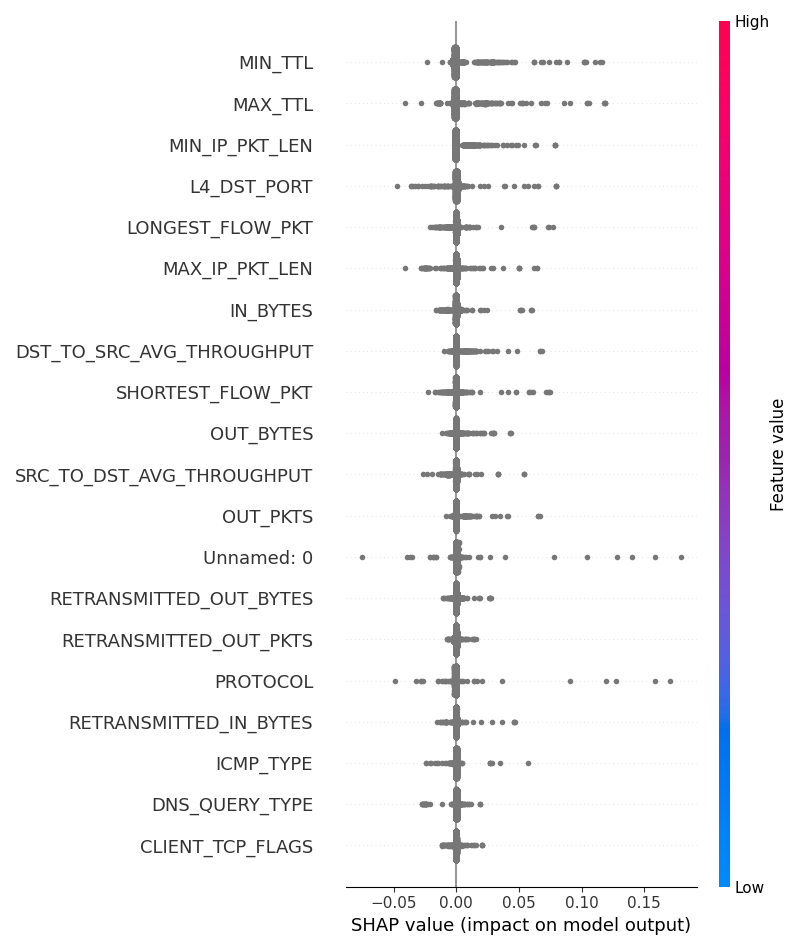 High
MIN_TTL
MAX_TTL
MIN_IP_PKT_LEN
L4_DST_PORT
LONGEST_FLOW_PKT
MAX_IP_PKT_LEN
IN_BYTES
DST_TO_SRC_AVG_THROUGHPUT
SHORTEST_FLOW_PKT
OUT_BYTES
SRC_TO_DST_AVG_THROUGHPUT
OUT_PKTS
Unnamed: 0
RETRANSMITTED_OUT_BYTES
RETRANSMITTED_OUT_PKTS
PROTOCOL
RETRANSMITTED_IN_BYTES
ICMP_TYPE
DNS_QUERY_TYPE
CLIENT_TCP_FLAGS
Feature value
Low
−0.05 0.00 0.05 0.10 0.15
SHAP value (impact on model output)